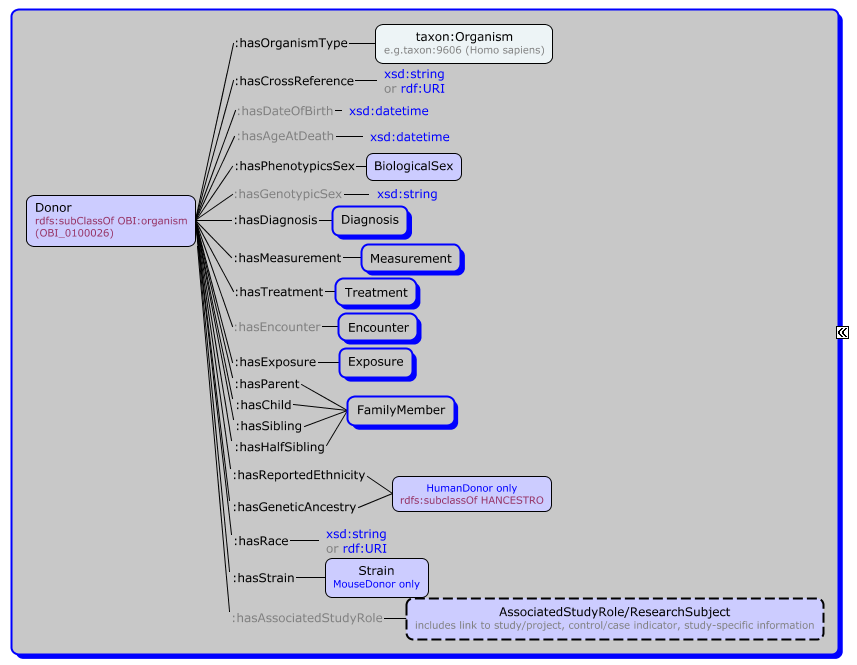 :hasOrganismType
taxon:Organism
e.g.taxon:9606 (Homo sapiens)
:hasCrossReference
xsd:string
or rdf:URI
:hasDateOfBirth
xsd:datetime
:hasAgeAtDeath
xsd:datetime
:hasPhenotypicsSex
BiologicalSex
:hasGenotypicSex
xsd:string
Donor
rdfs:subClassOf OBI:organism
(OBI_0100026)
:hasDiagnosis
Diagnosis
:hasMeasurement
Measurement
:hasTreatment
Treatment
:hasEncounter
Encounter
:hasExposure
Exposure
:hasParent
:hasChild
:hasSibling
:hasHalfSibling
FamilyMember
:hasReportedEthnicity
:hasGeneticAncestry
HumanDonor only
rdfs:subclassOf HANCESTRO
:hasRace
xsd:string
or rdf:URI
:hasStrain
Strain
MouseDonor only
:hasAssociatedStudyRole
AssociatedStudyRole/ResearchSubject
includes link to study/project, control/case indicator, study-specific information